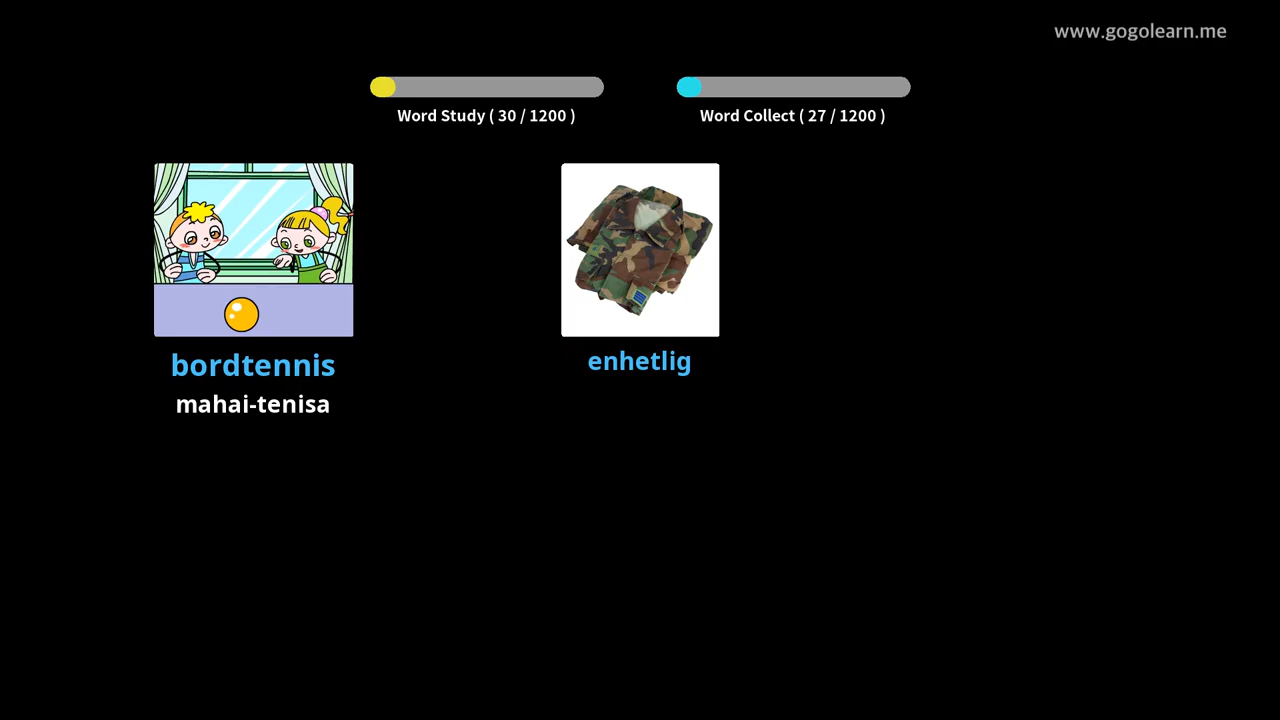 www.gogolearn.me
Word Study ( 30 / 1200 )
Word Collect ( 27 / 1200 )
bordtennis
mahai-tenisa
enhetlig